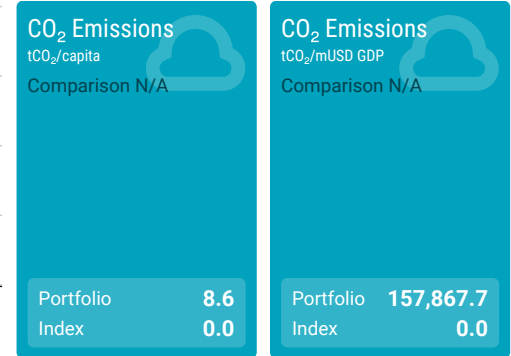 CO₂ Emissions
tCO₂/capita
Comparison N/A
Portfolio 8.6
Index 0.0
CO₂ Emissions
tCO₂/mUSD GDP
Comparison N/A
Portfolio 157,867.7
Index 0.0